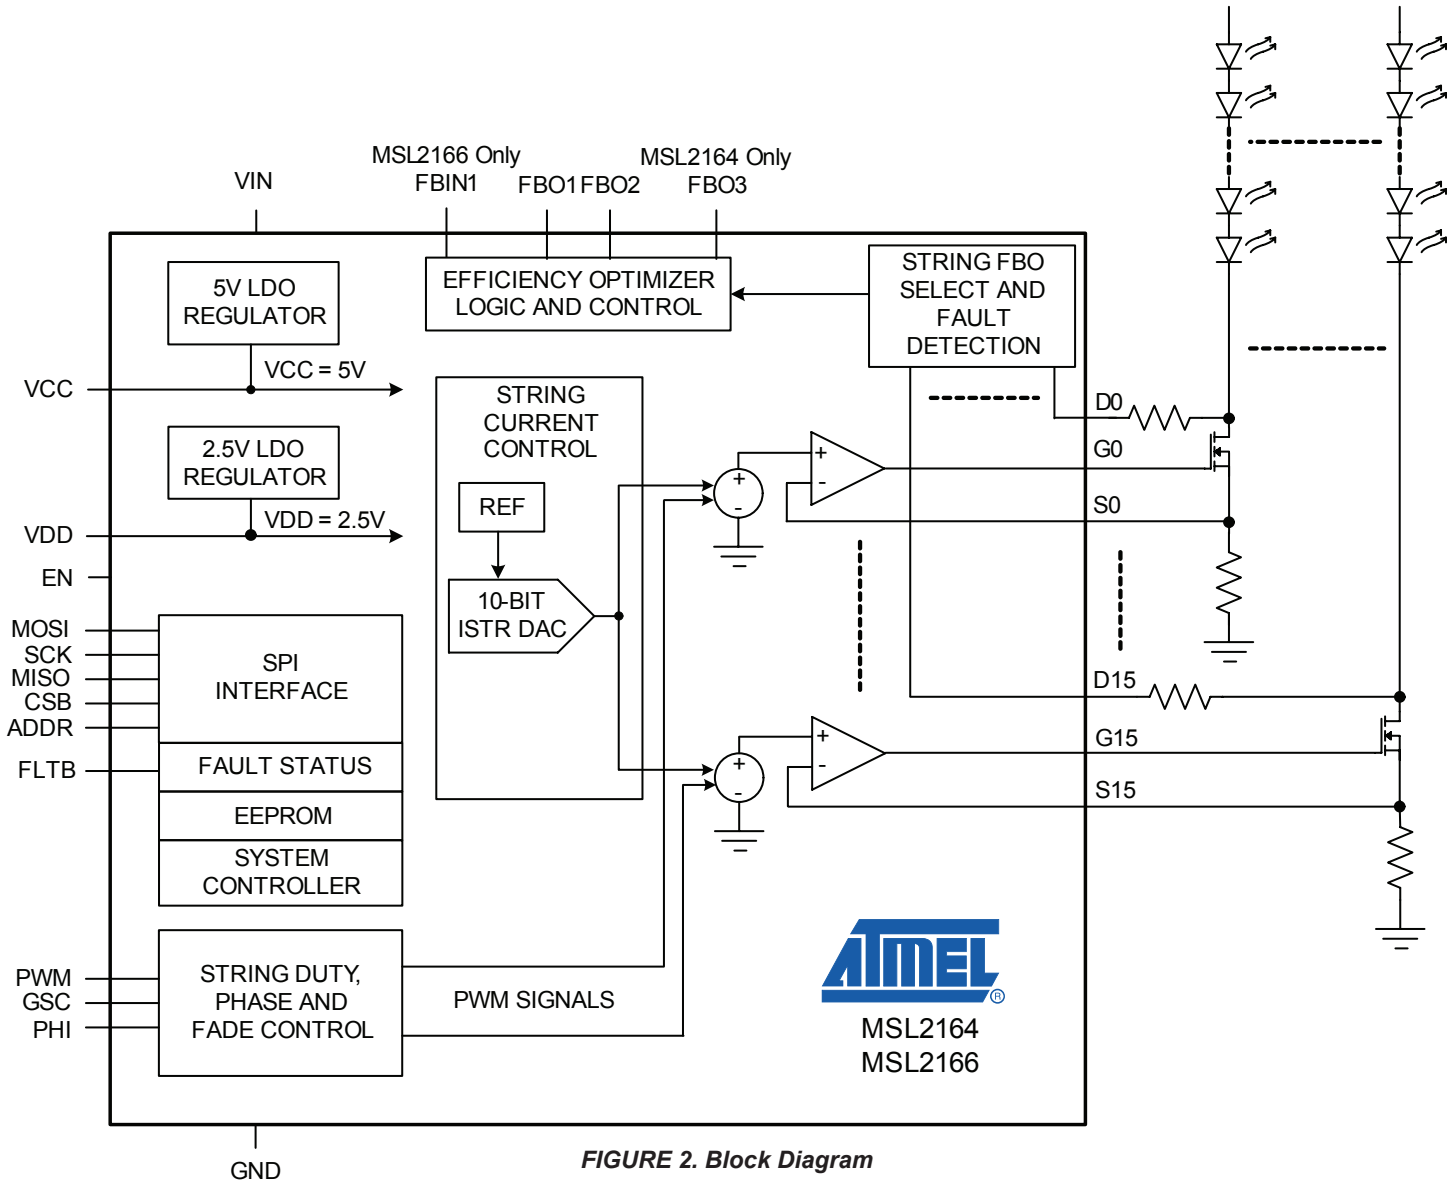 MSL2166 Only
FBIN1
FBO1
FBO2
MSL2164 Only
FBO3
VIN
5V LDO
REGULATOR
EFFICIENCY OPTIMIZER
LOGIC AND CONTROL
STRING FBO
SELECT AND
FAULT
DETECTION
VCC
VCC = 5V
2.5V LDO
REGULATOR
VDD
VDD = 2.5V
EN
STRING
CURRENT
CONTROL
REF
10-BIT
ISTR DAC
+
-
+
-
D0
G0
S0
MOSI
SCK
MISO
CSB
ADDR
SPI
INTERFACE
FLTB
FAULT STATUS
EEPROM
SYSTEM
CONTROLLER
+
-
+
-
D15
G15
S15
PWM
GSC
PHI
STRING DUTY,
PHASE AND
FADE CONTROL
PWM SIGNALS
ATMEL
®
MSL2164
MSL2166
GND
FIGURE 2. Block Diagram